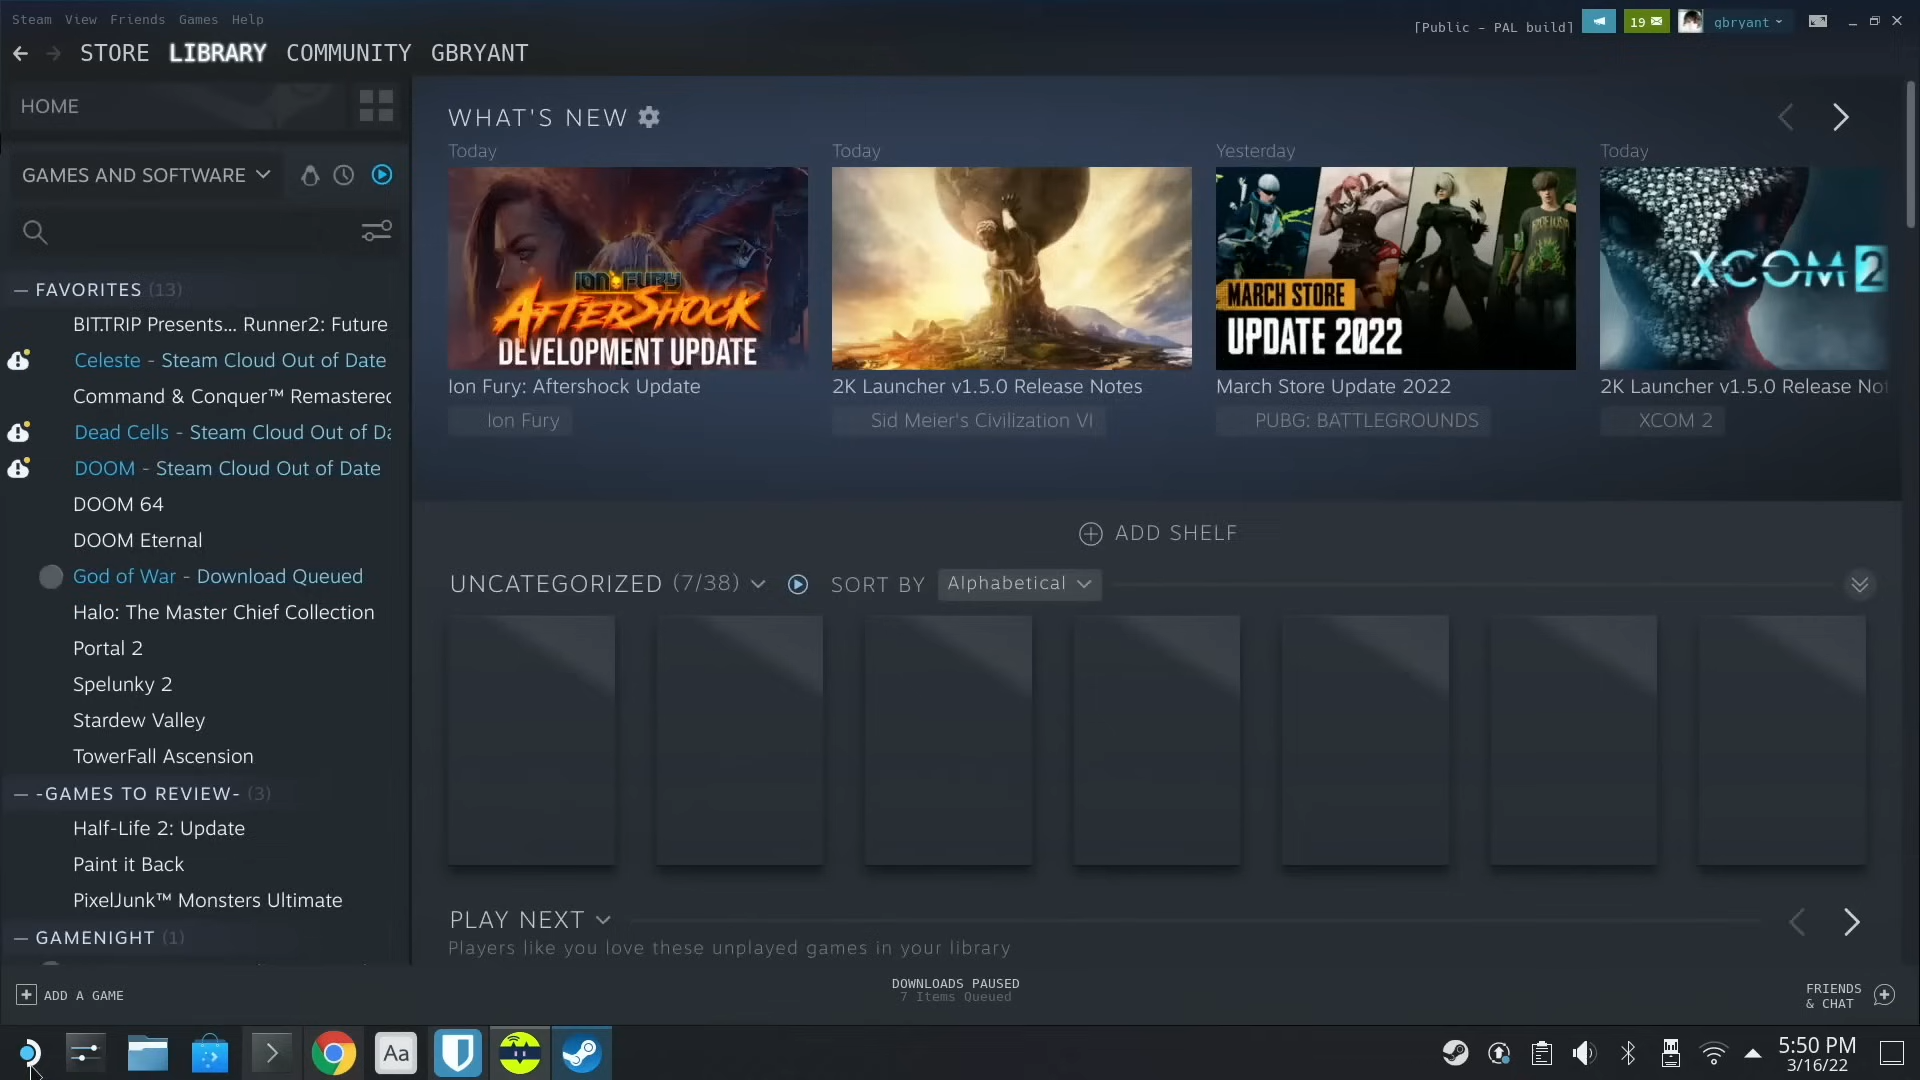 Steam View Friends Games Help
[Public - PAL build]
19
gbryant
STORE LIBRARY COMMUNITY GBRYANT
HOME
GAMES AND SOFTWARE
FAVORITES (13)
BIT.TRIP Presents... Runner2: Future
Celeste - Steam Cloud Out of Date
Command & Conquer™ Remastered
Dead Cells - Steam Cloud Out of Da
DOOM - Steam Cloud Out of Date
DOOM 64
DOOM Eternal
God of War - Download Queued
Halo: The Master Chief Collection
Portal 2
Spelunky 2
Stardew Valley
TowerFall Ascension
-GAMES TO REVIEW- (3)
Half-Life 2: Update
Paint it Back
PixelJunk™ Monsters Ultimate
GAMENIGHT (1)
WHAT'S NEW
Today
ION FURY
AFTERSHOCK
DEVELOPMENT UPDATE
Ion Fury: Aftershock Update
Ion Fury
Today
2K Launcher v1.5.0 Release Notes
Sid Meier's Civilization VI
Yesterday
MARCH STORE
UPDATE 2022
March Store Update 2022
PUBG: BATTLEGROUNDS
Today
XCOM 2
2K Launcher v1.5.0 Release Not
XCOM 2
ADD SHELF
UNCATEGORIZED (7/38)
SORT BY Alphabetical
PLAY NEXT
Players like you love these unplayed games in your library
ADD A GAME
DOWNLOADS PAUSED
7 Items Queued
FRIENDS
& CHAT
Aa
5:50 PM
3/16/22